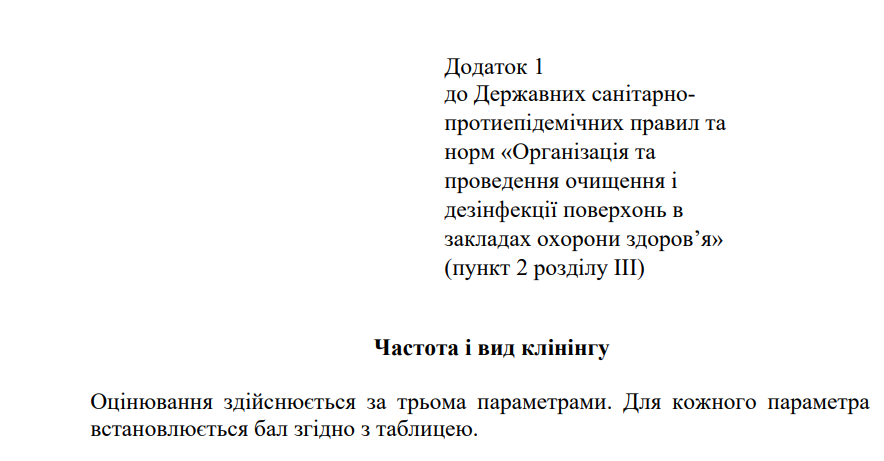 Додаток 1
до Державних санітарно-
протиепідемічних правил та
норм «Організація та
проведення очищення і
дезінфекції поверхонь в
закладах охорони здоров’я»
(пункт 2 розділу III)
Частота і вид клінінгу
Оцінювання здійснюється за трьома параметрами. Для кожного параметра
встановлюється бал згідно з таблицею.